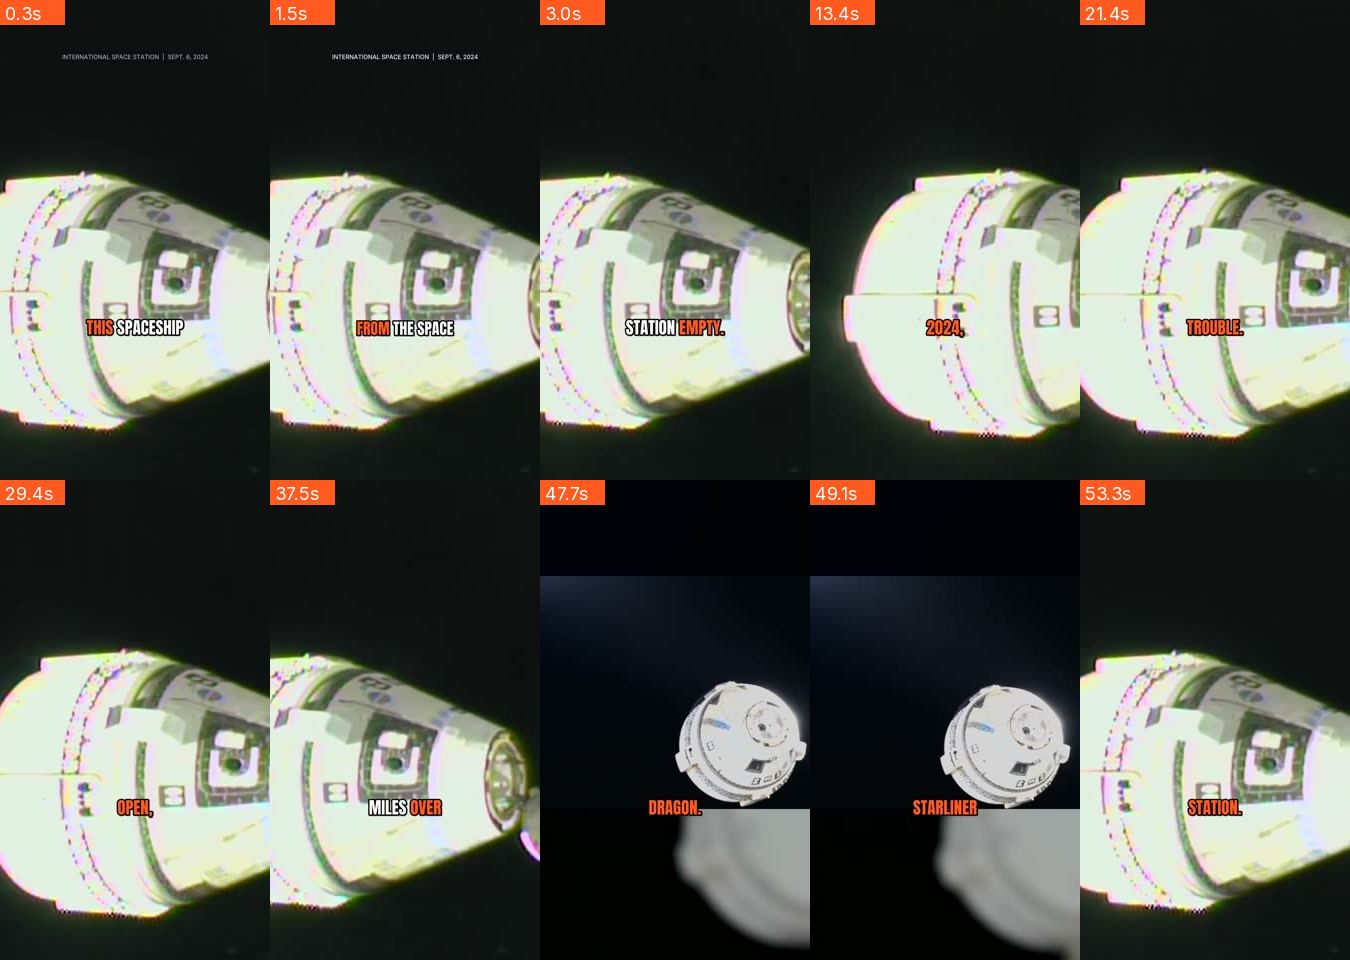 0.3s
INTERNATIONAL SPACE STATION | SEPT. 6, 2024
THIS SPACESHIP
1.5s
INTERNATIONAL SPACE STATION | SEPT. 6, 2024
FROM THE SPACE
3.0s
STATION EMPTY.
13.4s
2024,
21.4s
TROUBLE.
29.4s
OPEN,
37.5s
MILES OVER
47.7s
DRAGON.
49.1s
STARLINER
53.3s
STATION.